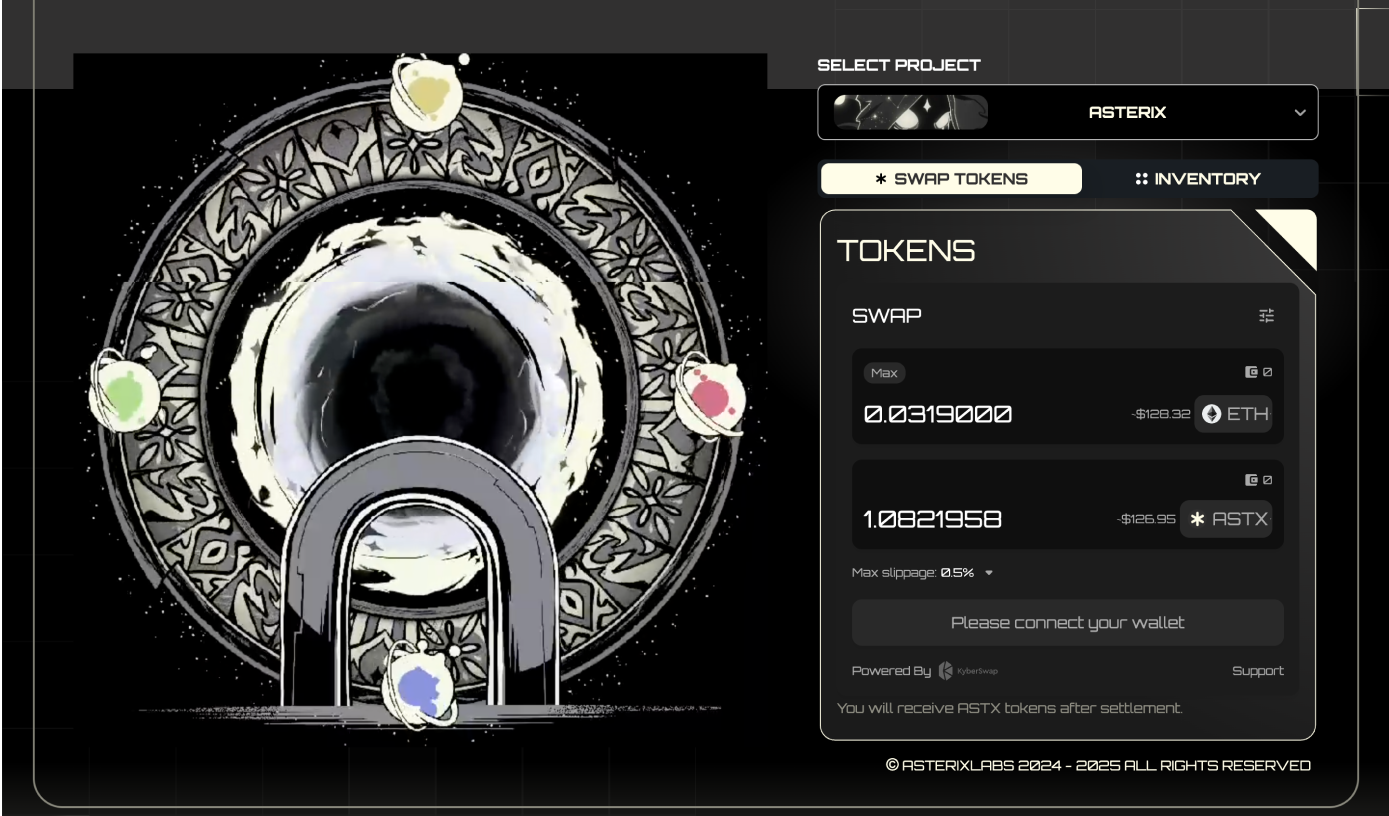 SELECT PROJECT
ASTERIX
SWAP TOKENS
INVENTORY
TOKENS
SWAP
Max
0
0.0319000
~$128.32
ETH
0
1.0821958
~$126.95
ASTX
Max slippage: 0.5%
Please connect your wallet
Powered By KyberSwap
Support
You will receive ASTX tokens after settlement.
© ASTERIXLABS 2024 - 2025 ALL RIGHTS RESERVED